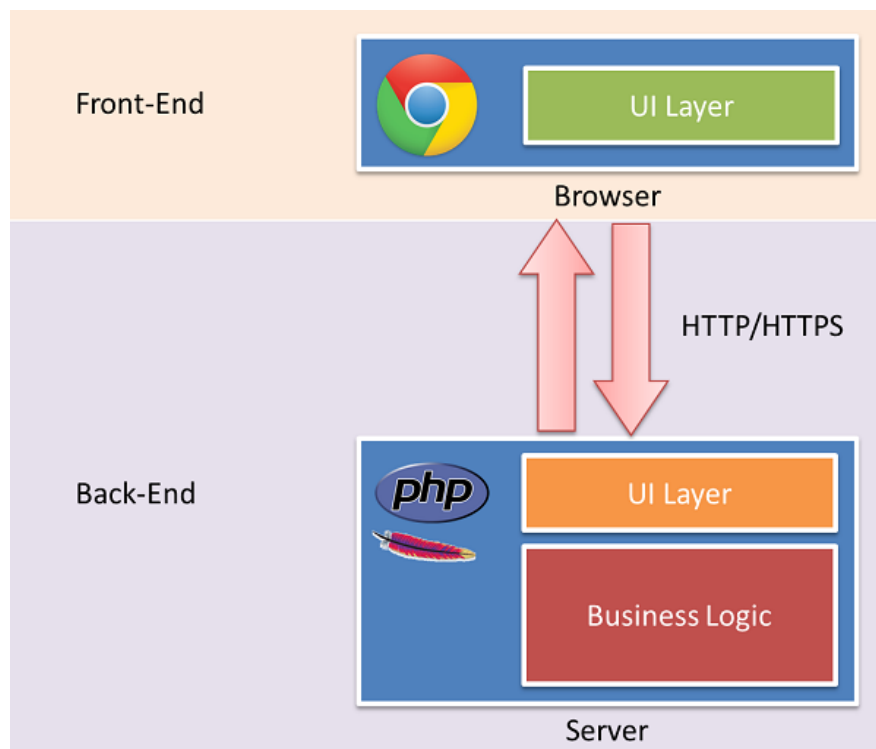 Front-End
UI Layer
Browser
HTTP/HTTPS
Back-End
php
UI Layer
Business Logic
Server